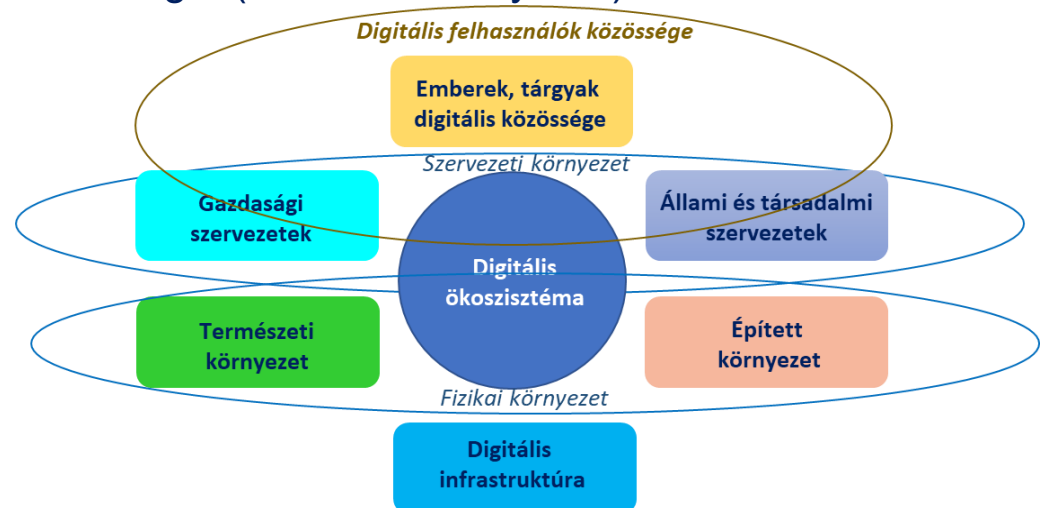 Digitális felhasználók közössége
Emberek, tárgyak
digitális közössége
Szervezeti környezet
Gazdasági
szervezetek
Állami és társadalmi
szervezetek
Digitális
ökoszisztéma
Természeti
környezet
Épített
környezet
Fizikai környezet
Digitális
infrastruktúra